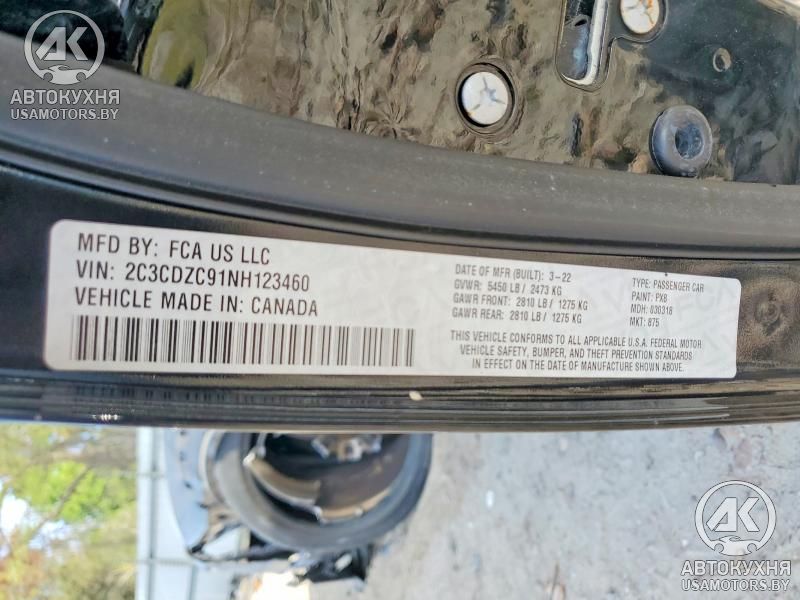 AK
АВТОКУХНЯ
USAMOTORS.BY
MFD BY: FCA US LLC
VIN: 2C3CDZC91NH123460
VEHICLE MADE IN: CANADA
DATE OF MFR (BUILT): 3-22
GVWR: 5450 LB / 2473 KG
GAWR FRONT: 2810 LB / 1275 KG
GAWR REAR: 2810 LB / 1275 KG
TYPE: PASSENGER CAR
PAINT: PX8
MDH: 030318
MKT: 875
THIS VEHICLE CONFORMS TO ALL APPLICABLE U.S.A. FEDERAL MOTOR
VEHICLE SAFETY, BUMPER, AND THEFT PREVENTION STANDARDS
IN EFFECT ON THE DATE OF MANUFACTURE SHOWN ABOVE.
AK
АВТОКУХНЯ
USAMOTORS.BY